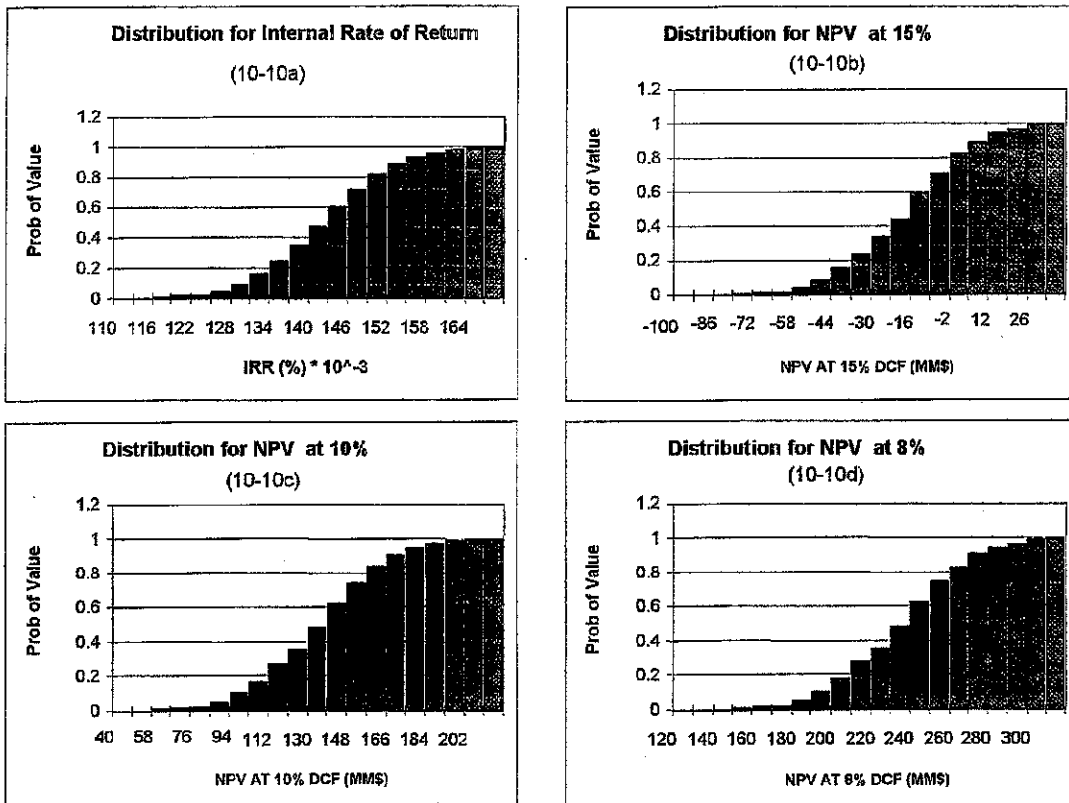 Distribution for Internal Rate of Return
(10-10a)
1.2
1
0.8
0.6
0.4
0.2
0
Prob of Value
110 116 122 128 134 140 146 152 158 164
IRR (%) * 10^-3
Distribution for NPV at 15%
(10-10b)
1.2
1
0.8
0.6
0.4
0.2
0
Prob of Value
-100 -86 -72 -58 -44 -30 -16 -2 12 26
NPV AT 15% DCF (MM$)
Distribution for NPV at 10%
(10-10c)
1.2
1
0.8
0.6
0.4
0.2
0
Prob of Value
40 58 76 94 112 130 148 166 184 202
NPV AT 10% DCF (MM$)
Distribution for NPV at 8%
(10-10d)
1.2
1
0.8
0.6
0.4
0.2
0
Prob of Value
120 140 160 180 200 220 240 260 280 300
NPV AT 8% DCF (MM$)